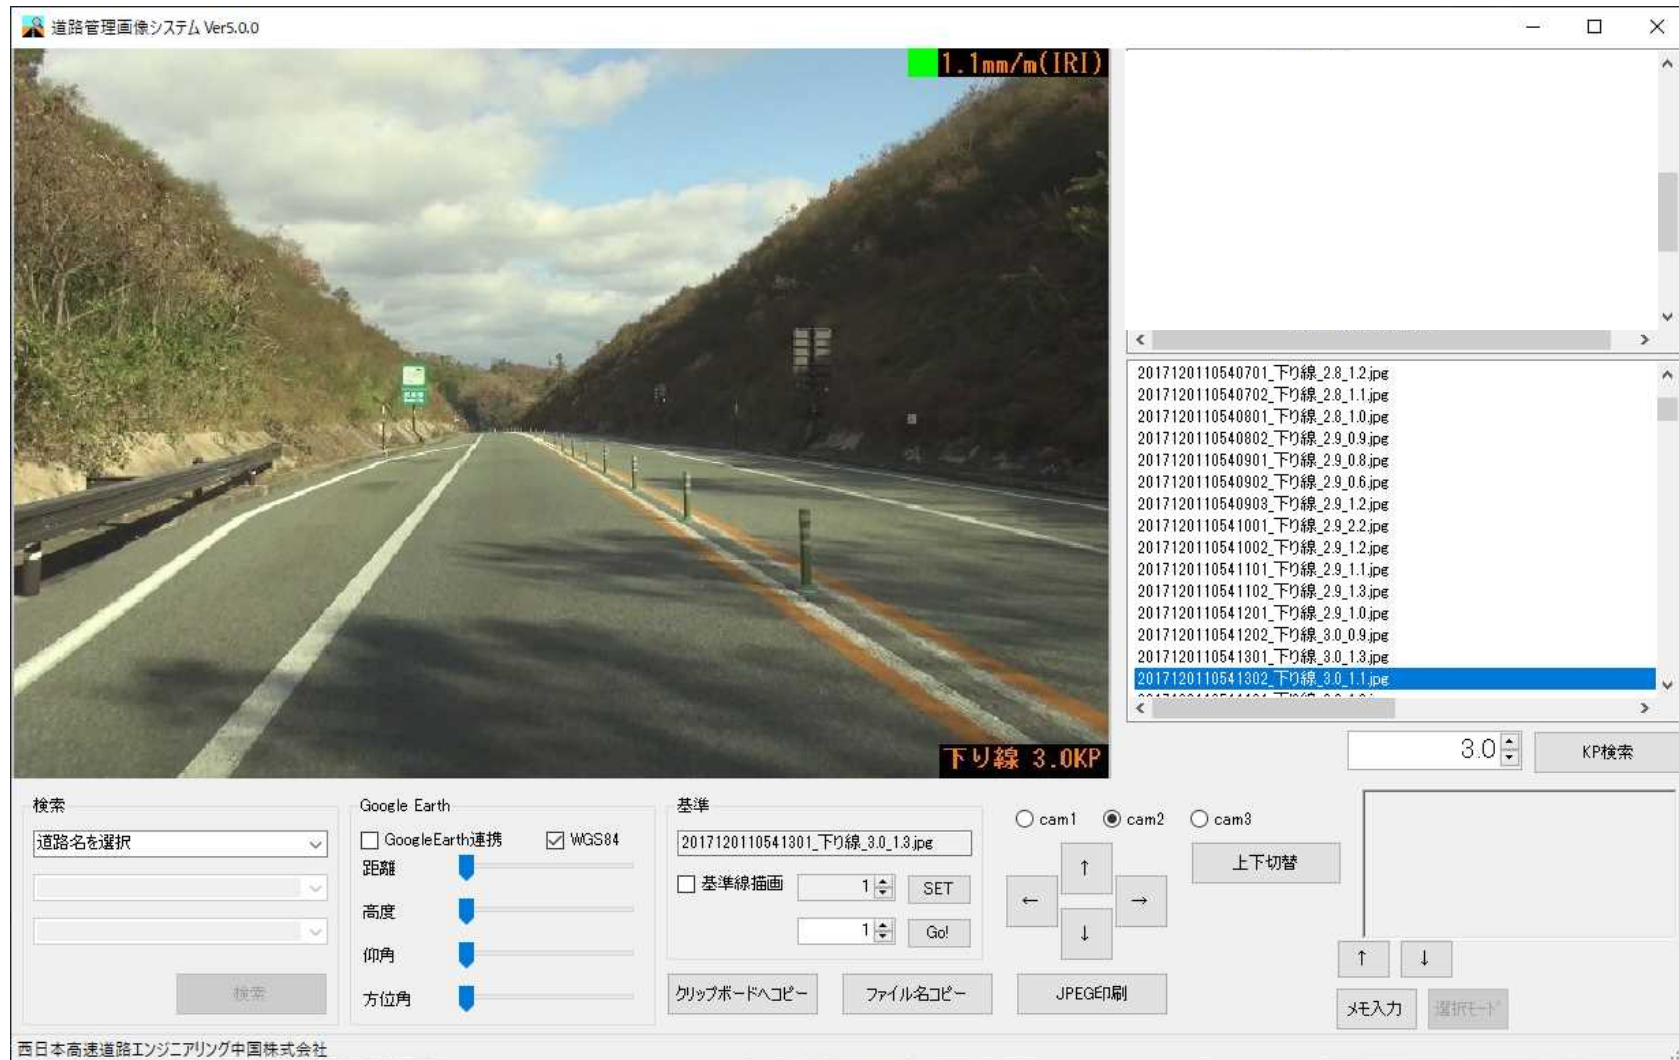 道路管理画像システム Ver5.0.0
1.1mm/m(IRI)
下り線 3.0KP
2017120110540701_下り線_2.8_1.2.jpg
2017120110540702_下り線_2.8_1.1.jpg
2017120110540801_下り線_2.8_1.0.jpg
2017120110540802_下り線_2.9_0.9.jpg
2017120110540901_下り線_2.9_0.8.jpg
2017120110540902_下り線_2.9_0.6.jpg
2017120110540903_下り線_2.9_1.2.jpg
2017120110541001_下り線_2.9_2.2.jpg
2017120110541002_下り線_2.9_1.2.jpg
2017120110541101_下り線_2.9_1.1.jpg
2017120110541102_下り線_2.9_1.3.jpg
2017120110541201_下り線_2.9_1.0.jpg
2017120110541202_下り線_3.0_0.9.jpg
2017120110541301_下り線_3.0_1.3.jpg
2017120110541302_下り線_3.0_1.1.jpg
3.0
KP検索
検索
道路名を選択
検索
Google Earth
GoogleEarth連携 WGS84
距離
高度
仰角
方位角
基準
2017120110541301_下り線_3.0_1.3.jpg
基準線描画 1 SET
1 Go!
クリップボードへコピー
ファイル名コピー
cam1 cam2 cam3
↑
← →
↓
上下切替
JPEG印刷
↑ ↓
メモ入力 選択モード
西日本高速道路エンジニアリング中国株式会社